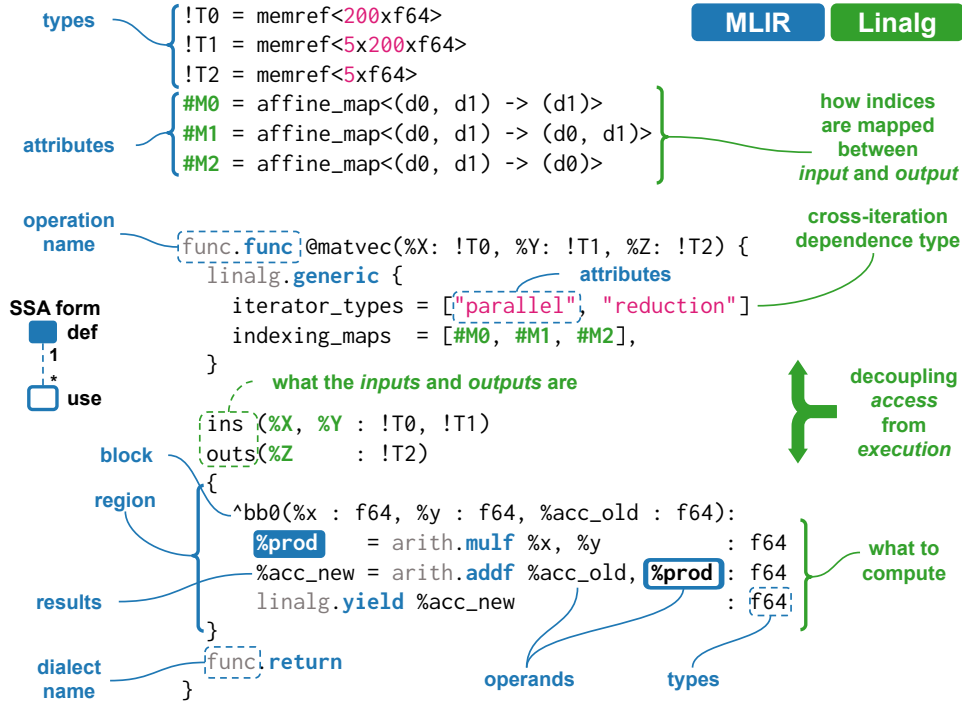 types
!T0 = memref<200xf64>
!T1 = memref<5x200xf64>
!T2 = memref<5xf64>
MLIR
Linalg
attributes
#M0 = affine_map<(d0, d1) -> (d1)>
#M1 = affine_map<(d0, d1) -> (d0, d1)>
#M2 = affine_map<(d0, d1) -> (d0)>
how indices
are mapped
between
input and output
operation
name
cross-iteration
dependence type
func.func @matvec(%X: !T0, %Y: !T1, %Z: !T2) {
linalg.generic {
attributes
iterator_types = ["parallel", "reduction"]
indexing_maps = [#M0, #M1, #M2],
}
SSA form
def
1
*
use
what the inputs and outputs are
ins (%X, %Y : !T0, !T1)
outs(%Z : !T2)
decoupling
access
from
execution
block
region
{
^bb0(%x : f64, %y : f64, %acc_old : f64):
%prod = arith.mulf %x, %y : f64
%acc_new = arith.addf %acc_old, %prod : f64
linalg.yield %acc_new : f64
}
what to
compute
results
dialect
name
func.return
}
operands
types